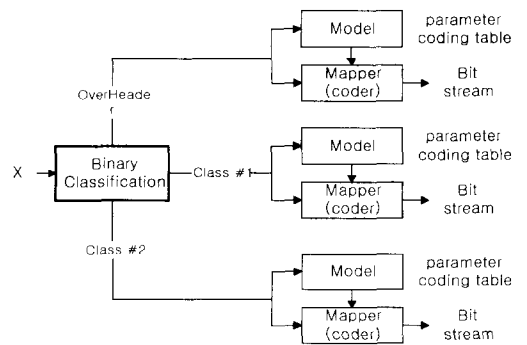 Model
parameter
coding table
Mapper
(coder)
Bit
stream
OverHeade
r
X
Binary
Classification
Class #1
Model
parameter
coding table
Mapper
(coder)
Bit
stream
Class #2
Model
parameter
coding table
Mapper
(coder)
Bit
stream